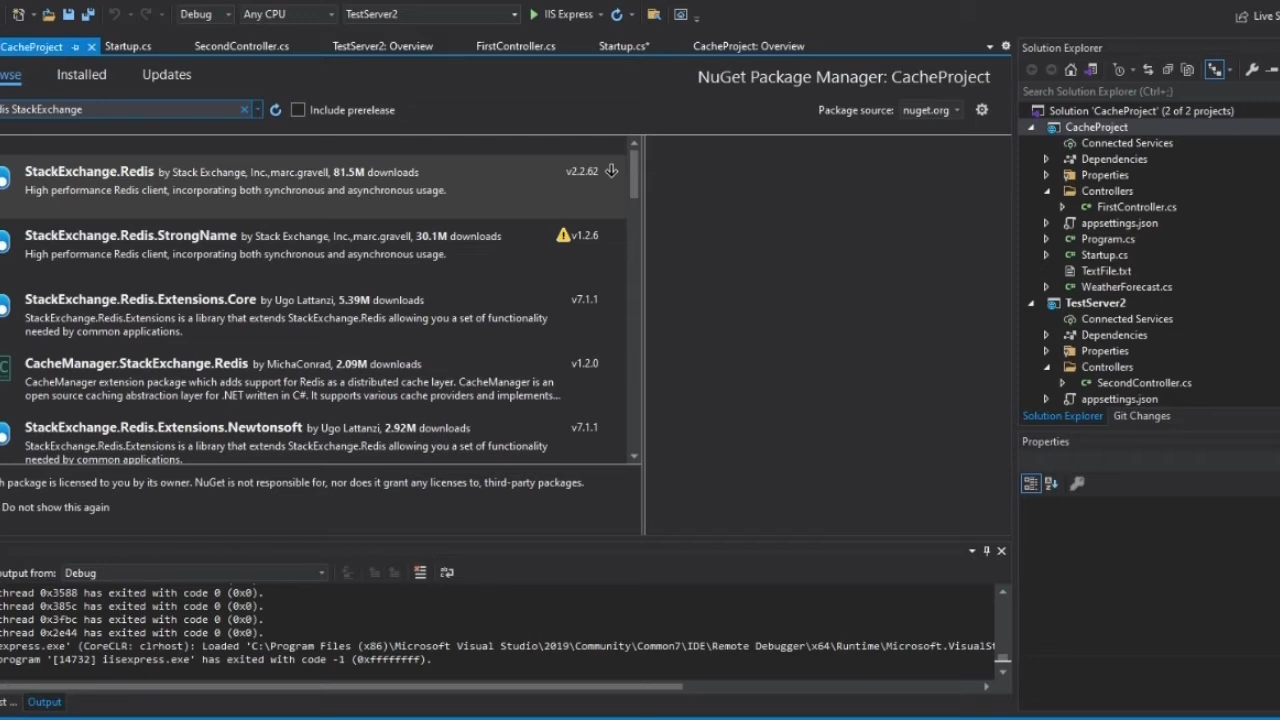 Debug Any CPU TestServer2 IIS Express Live S
CacheProject Startup.cs SecondController.cs TestServer2: Overview FirstController.cs Startup.cs* CacheProject: Overview
wse Installed Updates
NuGet Package Manager: CacheProject
dis StackExchange Include prerelease
Package source: nuget.org
StackExchange.Redis by Stack Exchange, Inc.,marc.gravell, 81.5M downloads v2.2.62
High performance Redis client, incorporating both synchronous and asynchronous usage.
StackExchange.Redis.StrongName by Stack Exchange, Inc.,marc.gravell, 30.1M downloads v1.2.6
High performance Redis client, incorporating both synchronous and asynchronous usage.
StackExchange.Redis.Extensions.Core by Ugo Lattanzi, 5.39M downloads v7.1.1
StackExchange.Redis.Extensions is a library that extends StackExchange.Redis allowing you a set of functionality
needed by common applications.
CacheManager.StackExchange.Redis by MichaConrad, 2.09M downloads v1.2.0
CacheManager extension package which adds support for Redis as a distributed cache layer. CacheManager is an
open source caching abstraction layer for .NET written in C#. It supports various cache providers and implements...
StackExchange.Redis.Extensions.Newtonsoft by Ugo Lattanzi, 2.92M downloads v7.1.1
StackExchange.Redis.Extensions is a library that extends StackExchange.Redis allowing you a set of functionality
needed by common applications.
h package is licensed to you by its owner. NuGet is not responsible for, nor does it grant any licenses to, third-party packages.
Do not show this again
utput from: Debug
thread 0x3588 has exited with code 0 (0x0).
thread 0x385c has exited with code 0 (0x0).
thread 0x3fbc has exited with code 0 (0x0).
thread 0x2e44 has exited with code 0 (0x0).
express.exe' (CoreCLR: clrhost): Loaded 'C:\Program Files (x86)\Microsoft Visual Studio\2019\Community\Common7\IDE\Remote Debugger\x64\Runtime\Microsoft.VisualSt
program '[14732] iisexpress.exe' has exited with code -1 (0xffffffff).
st ... Output
Solution Explorer
Search Solution Explorer (Ctrl+;)
Solution 'CacheProject' (2 of 2 projects)
CacheProject
Connected Services
Dependencies
Properties
Controllers
FirstController.cs
appsettings.json
Program.cs
Startup.cs
TextFile.txt
WeatherForecast.cs
TestServer2
Connected Services
Dependencies
Properties
Controllers
SecondController.cs
appsettings.json
Solution Explorer Git Changes
Properties